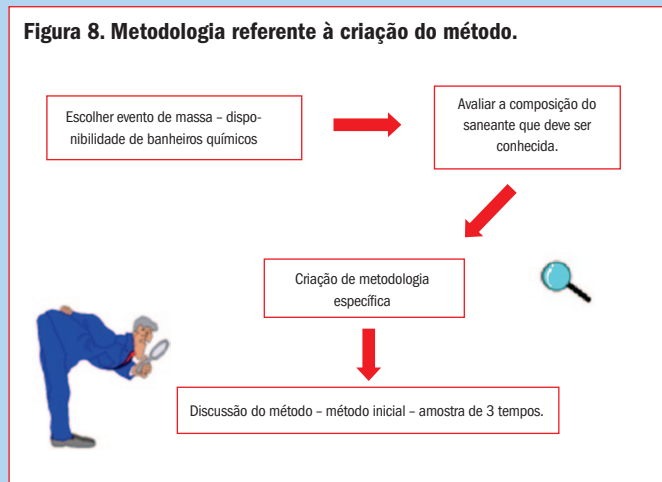 Figura 8. Metodologia referente à criação do método.
Escolher evento de massa – dispo-
nibilidade de banheiros químicos
Avaliar a composição do
saneante que deve ser
conhecida.
Criação de metodologia
específica
Discussão do método – método inicial – amostra de 3 tempos.